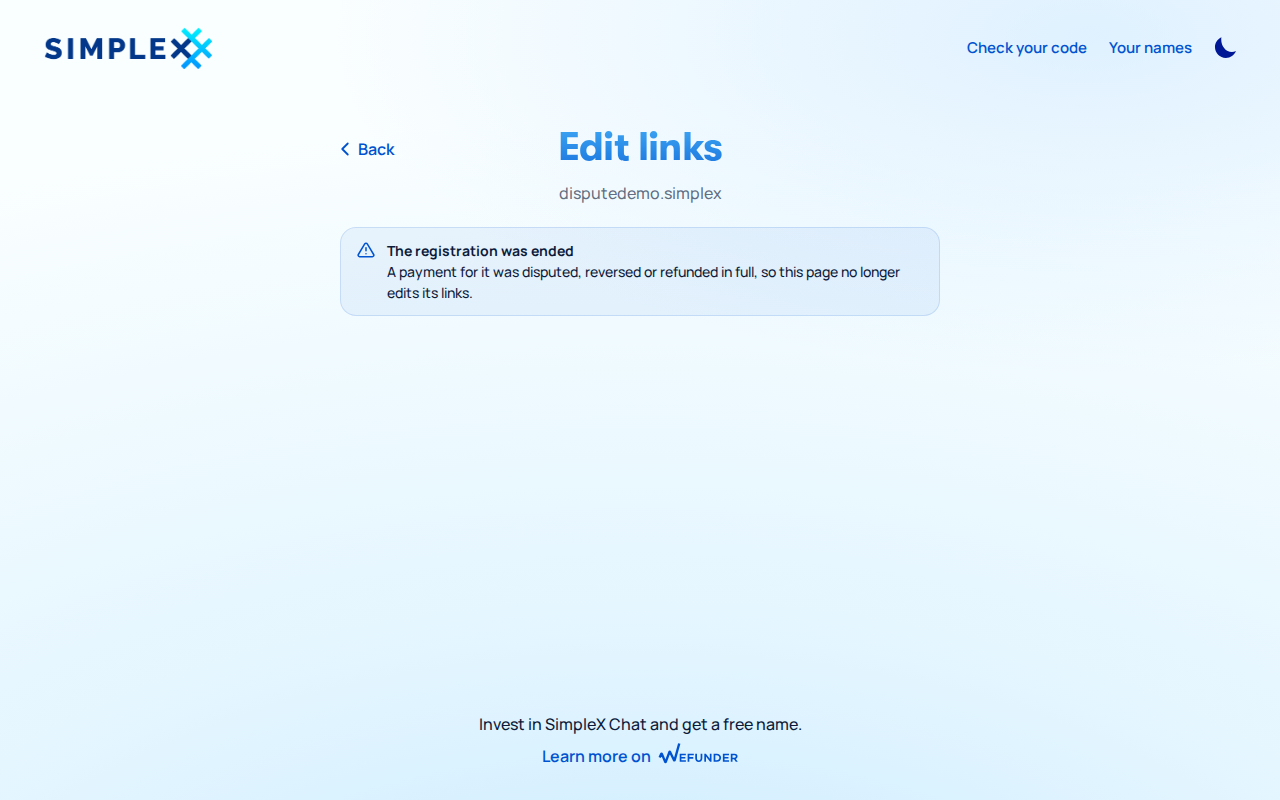 SIMPLEX
Check your code
Your names
Back
Edit links
disputedemo.simplex
The registration was ended
A payment for it was disputed, reversed or refunded in full, so this page no longer
edits its links.
Invest in SimpleX Chat and get a free name.
Learn more on WEFUNDER